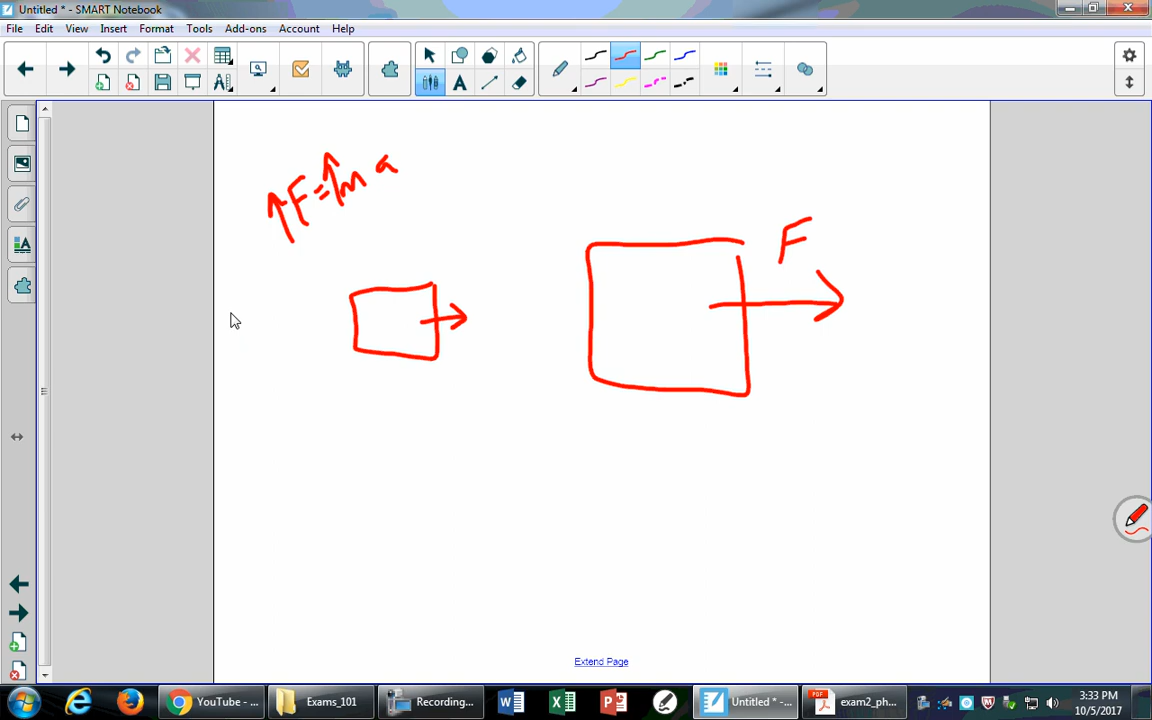 Untitled * - SMART Notebook
File Edit View Insert Format Tools Add-ons Account Help
↑F=↑ma
F
Extend Page
YouTube - ...
Exams_101
Recording...
Untitled * -...
exam2_ph...
3:33 PM
10/5/2017